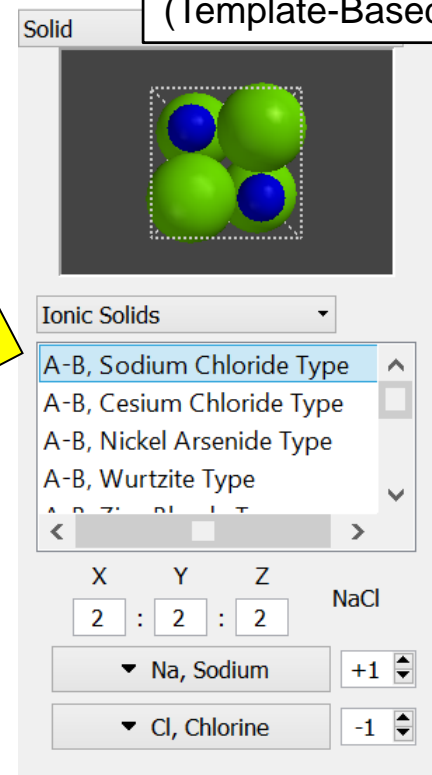 (Template-Based
Solid
Ionic Solids
A-B, Sodium Chloride Type
A-B, Cesium Chloride Type
A-B, Nickel Arsenide Type
A-B, Wurtzite Type
X Y Z
2 : 2 : 2 NaCl
Na, Sodium +1
Cl, Chlorine -1